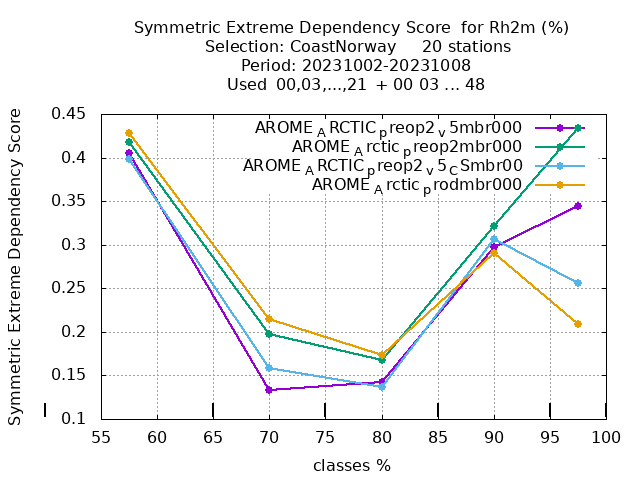 Symmetric Extreme Dependency Score  for Rh2m (%)
Selection: CoastNorway     20 stations
Period: 20231002-20231008
Used  00,03,...,21  + 00 03 ... 48
AROME_ARCTIC_preop2_v5mbr000
AROME_Arctic_preop2mbr000
AROME_ARCTIC_preop2_v5_CSmbr00
AROME_Arctic_prodmbr000
Symmetric Extreme Dependency Score
0.45
0.4
0.35
0.3
0.25
0.2
0.15
0.1
55 60 65 70 75 80 85 90 95 100
classes %